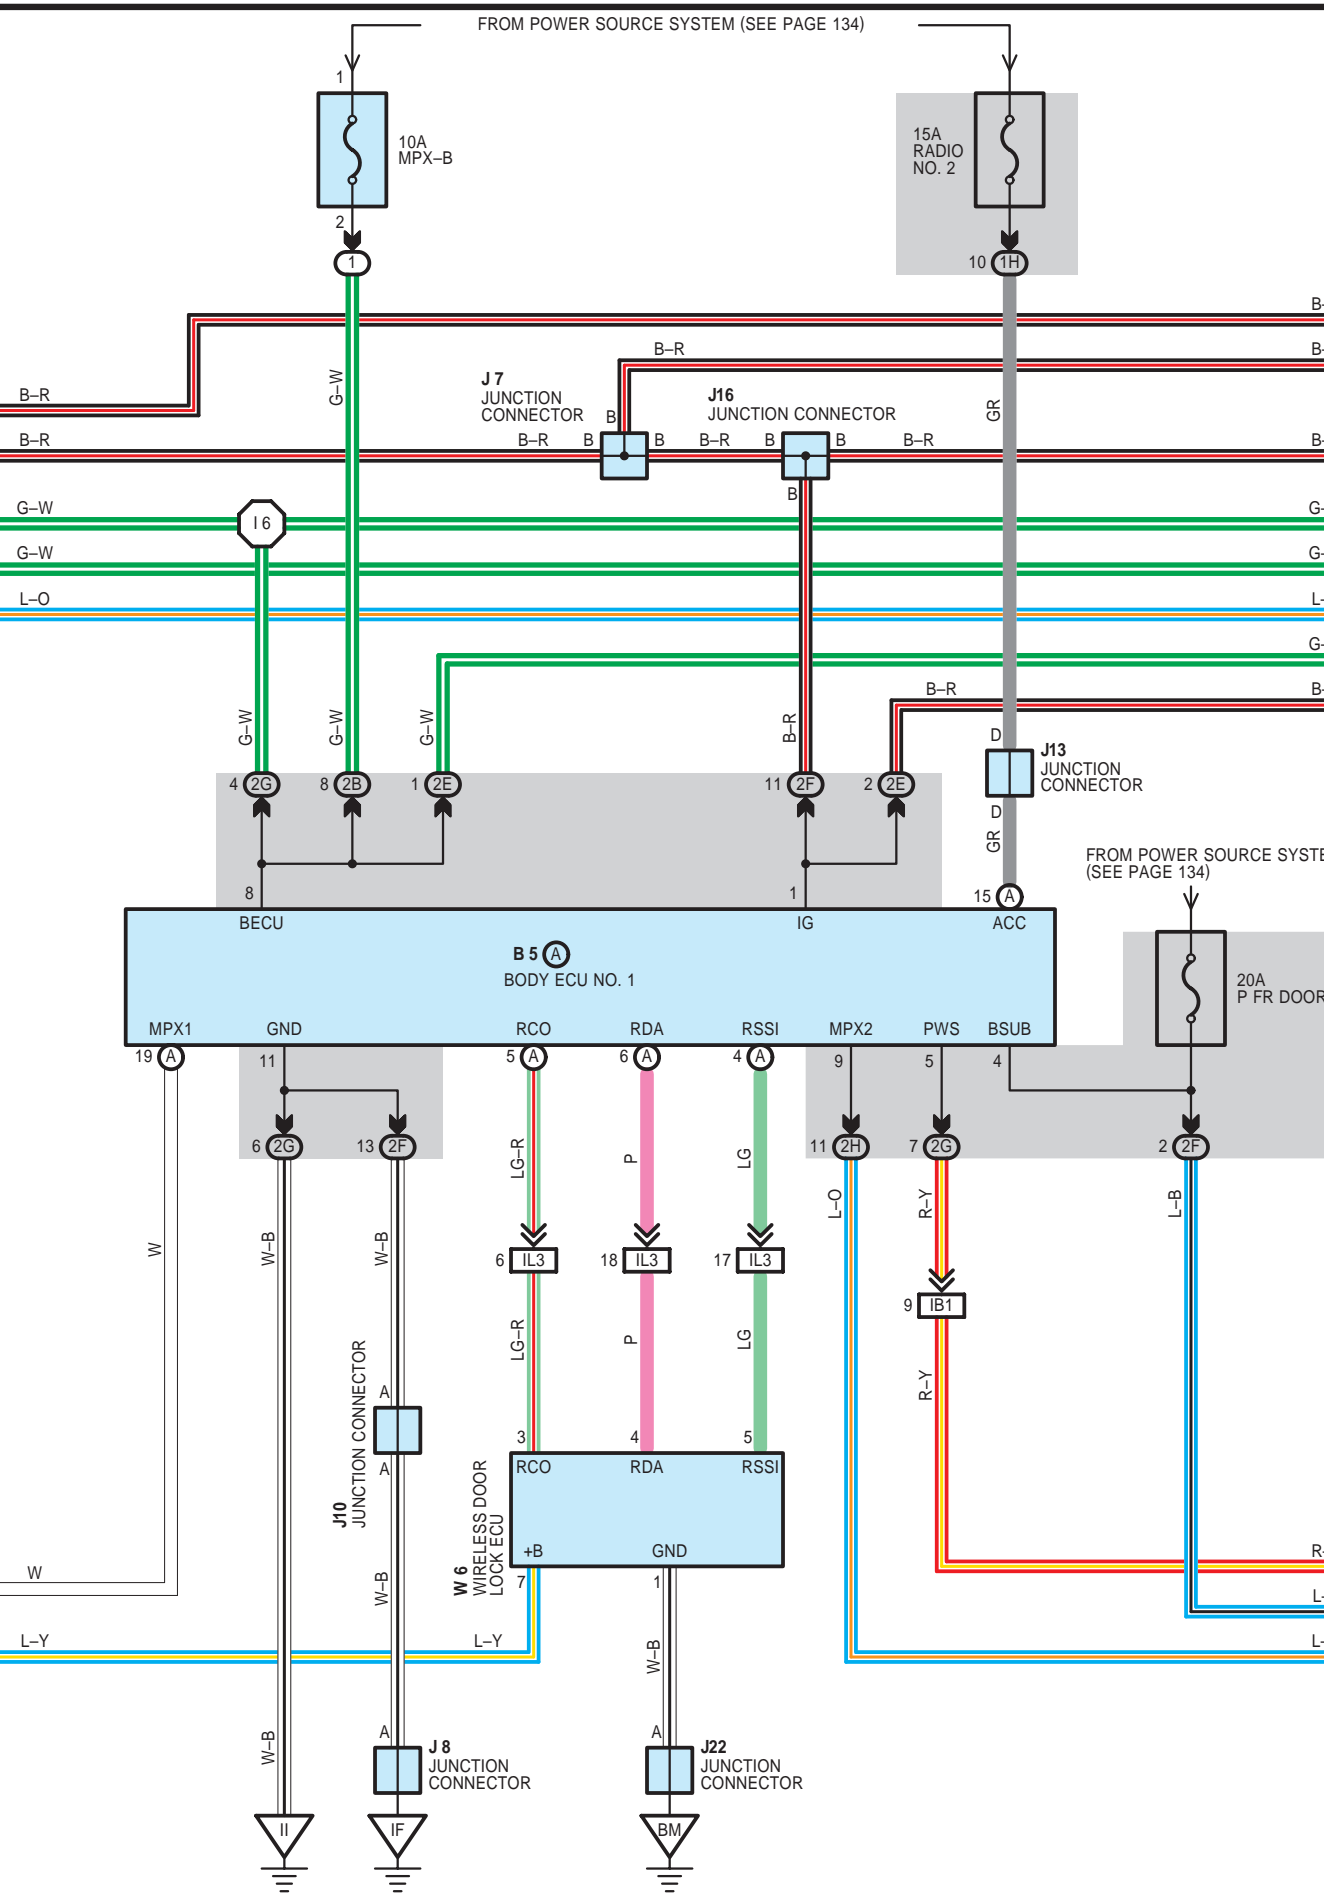 FROM POWER SOURCE SYSTEM (SEE PAGE 134)
1
10A
MPX–B
2
1
15A
RADIO
NO. 2
10 1H
B–
B–R
B–
J 7
JUNCTION
CONNECTOR
J16
JUNCTION CONNECTOR
G–W
GR
B–R
B
B–R
B–R B B B–R B B B–R
B–
B
G–W
I 6
G–
G–W
G–
L–O
L–
G–
B–R
B–
G–W
G–W
G–W
B–R
D
J13
JUNCTION
CONNECTOR
4 2G
8 2B
1 2E
11 2F
2 2E
D
GR
FROM POWER SOURCE SYSTE
(SEE PAGE 134)
8
1
15 A
BECU
IG
ACC
B 5 A
BODY ECU NO. 1
20A
P FR DOOR
MPX1
GND
RCO
RDA
RSSI
MPX2
PWS
BSUB
19 A
11
5 A
6 A
4 A
9
5
4
6 2G
13 2F
11 2H
7 2G
2 2F
LG–R
P
LG
L–O
R–Y
L–B
W
W–B
W–B
6 IL3
18 IL3
17 IL3
9 IB1
LG–R
P
LG
R–Y
A
J10
JUNCTION CONNECTOR
A
3
4
5
RCO
RDA
RSSI
W 6
WIRELESS DOOR
LOCK ECU
+B
GND
7
1
W
W–B
R–
L–
L–Y
L–Y
W–B
L–
W–B
A
J 8
JUNCTION
CONNECTOR
A
J22
JUNCTION
CONNECTOR
II
IF
BM